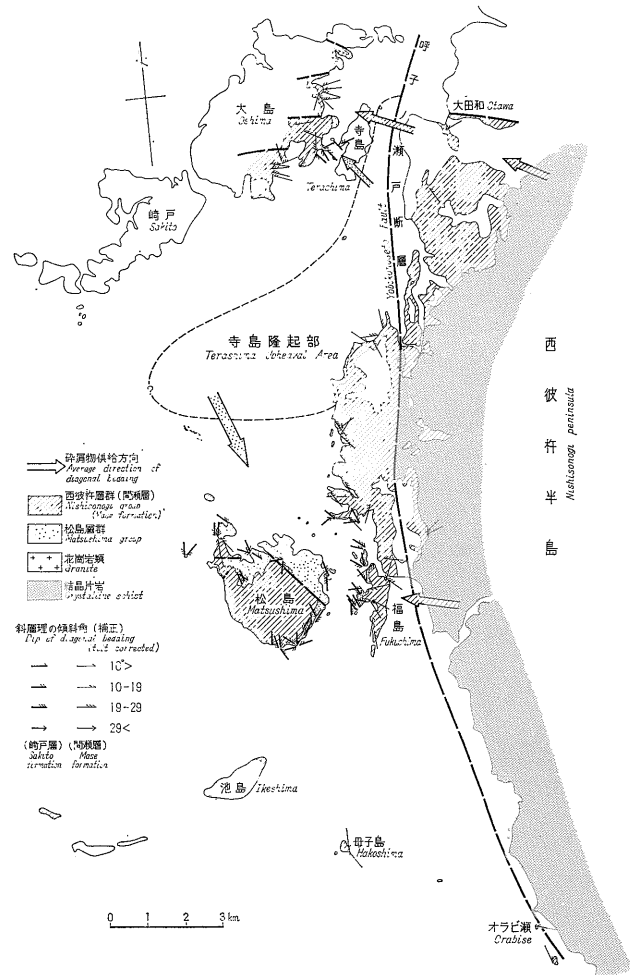 呼子瀬戸断層
Yobukonoseto Fault
大田和 Otawa
大島
Oshima
寺島
Terashima
崎戸
Sakito
寺島隆起部
Terashima Upheaval Area
西彼杵半島
Nishisonogi peninsula
砕屑物供給方向
Average direction of
diagonal bedding
西彼杵層群(間瀬層)
Nishisonogi group
(Mase formation)
松島層群
Matsushima group
花崗岩類
Granite
結晶片岩
Crystalline schist
斜層理の傾斜角(補正)
Dip of diagonal bedding
(tilt corrected)
10°>
10-19
19-29
29<
(崎戸層)(間瀬層)
Sakito Mase
formation formation
松島
Matsushima
福島
Fukushima
池島 Ikeshima
母子島
Hakoshima
0 1 2 3 km
オラビ瀬
Orabise